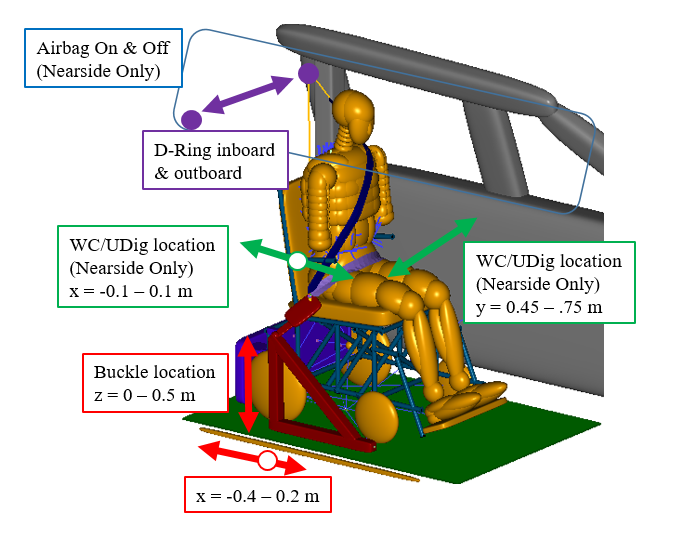 Airbag On & Off
(Nearside Only)
D-Ring inboard
& outboard
WC/UDig location
(Nearside Only)
x = -0.1 – 0.1 m
WC/UDig location
(Nearside Only)
y = 0.45 – .75 m
Buckle location
z = 0 – 0.5 m
x = -0.4 – 0.2 m